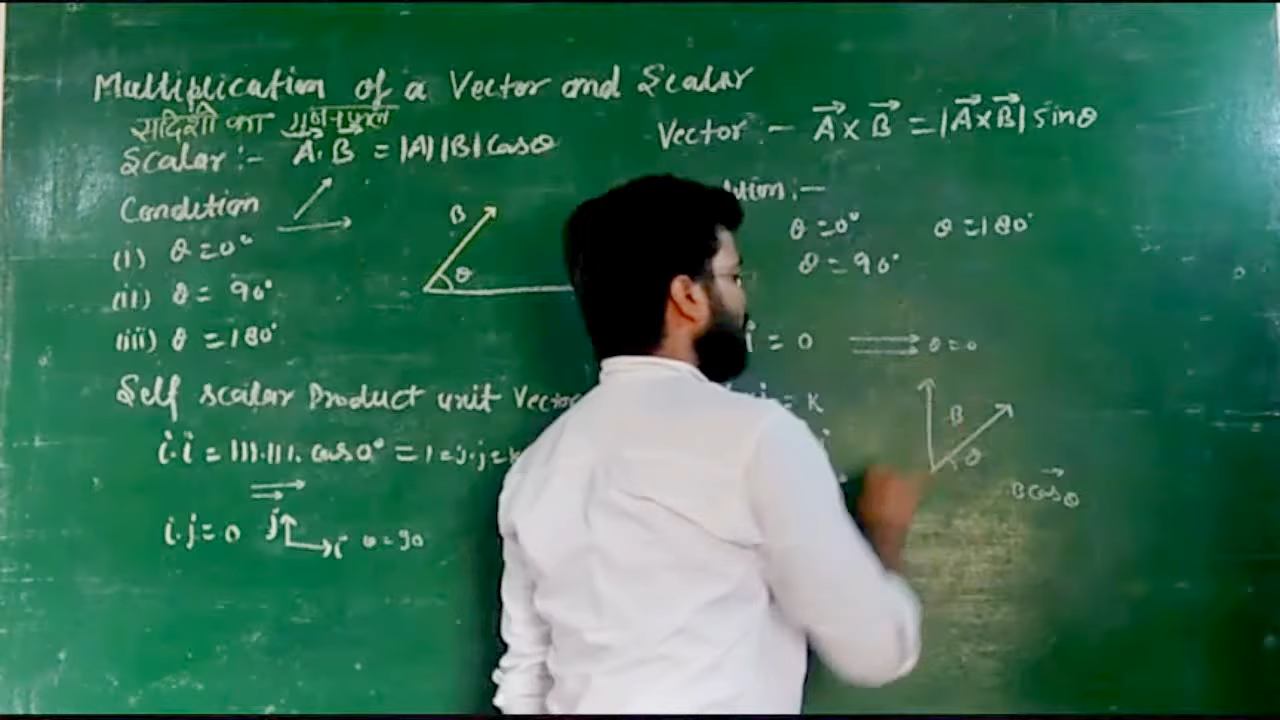 Multiplication of a Vector and Scalar
सदिशो का गुणनफल
Scalar :- A⃗·B⃗ = |A| |B| Cosθ
Condition
(i) θ = 0°
(ii) θ = 90°
(iii) θ = 180°
B
θ
Self scalar Product unit Vector
i·i = |1|·|1|. cos0° = 1 = j·j =
i·j = 0
j
i
θ = 90
Vector - A⃗ × B⃗ = |A⃗×B⃗| sinθ
θ = 0° θ = 180°
θ = 90°
i = 0
θ = 0
= K
B
θ
B cosθ